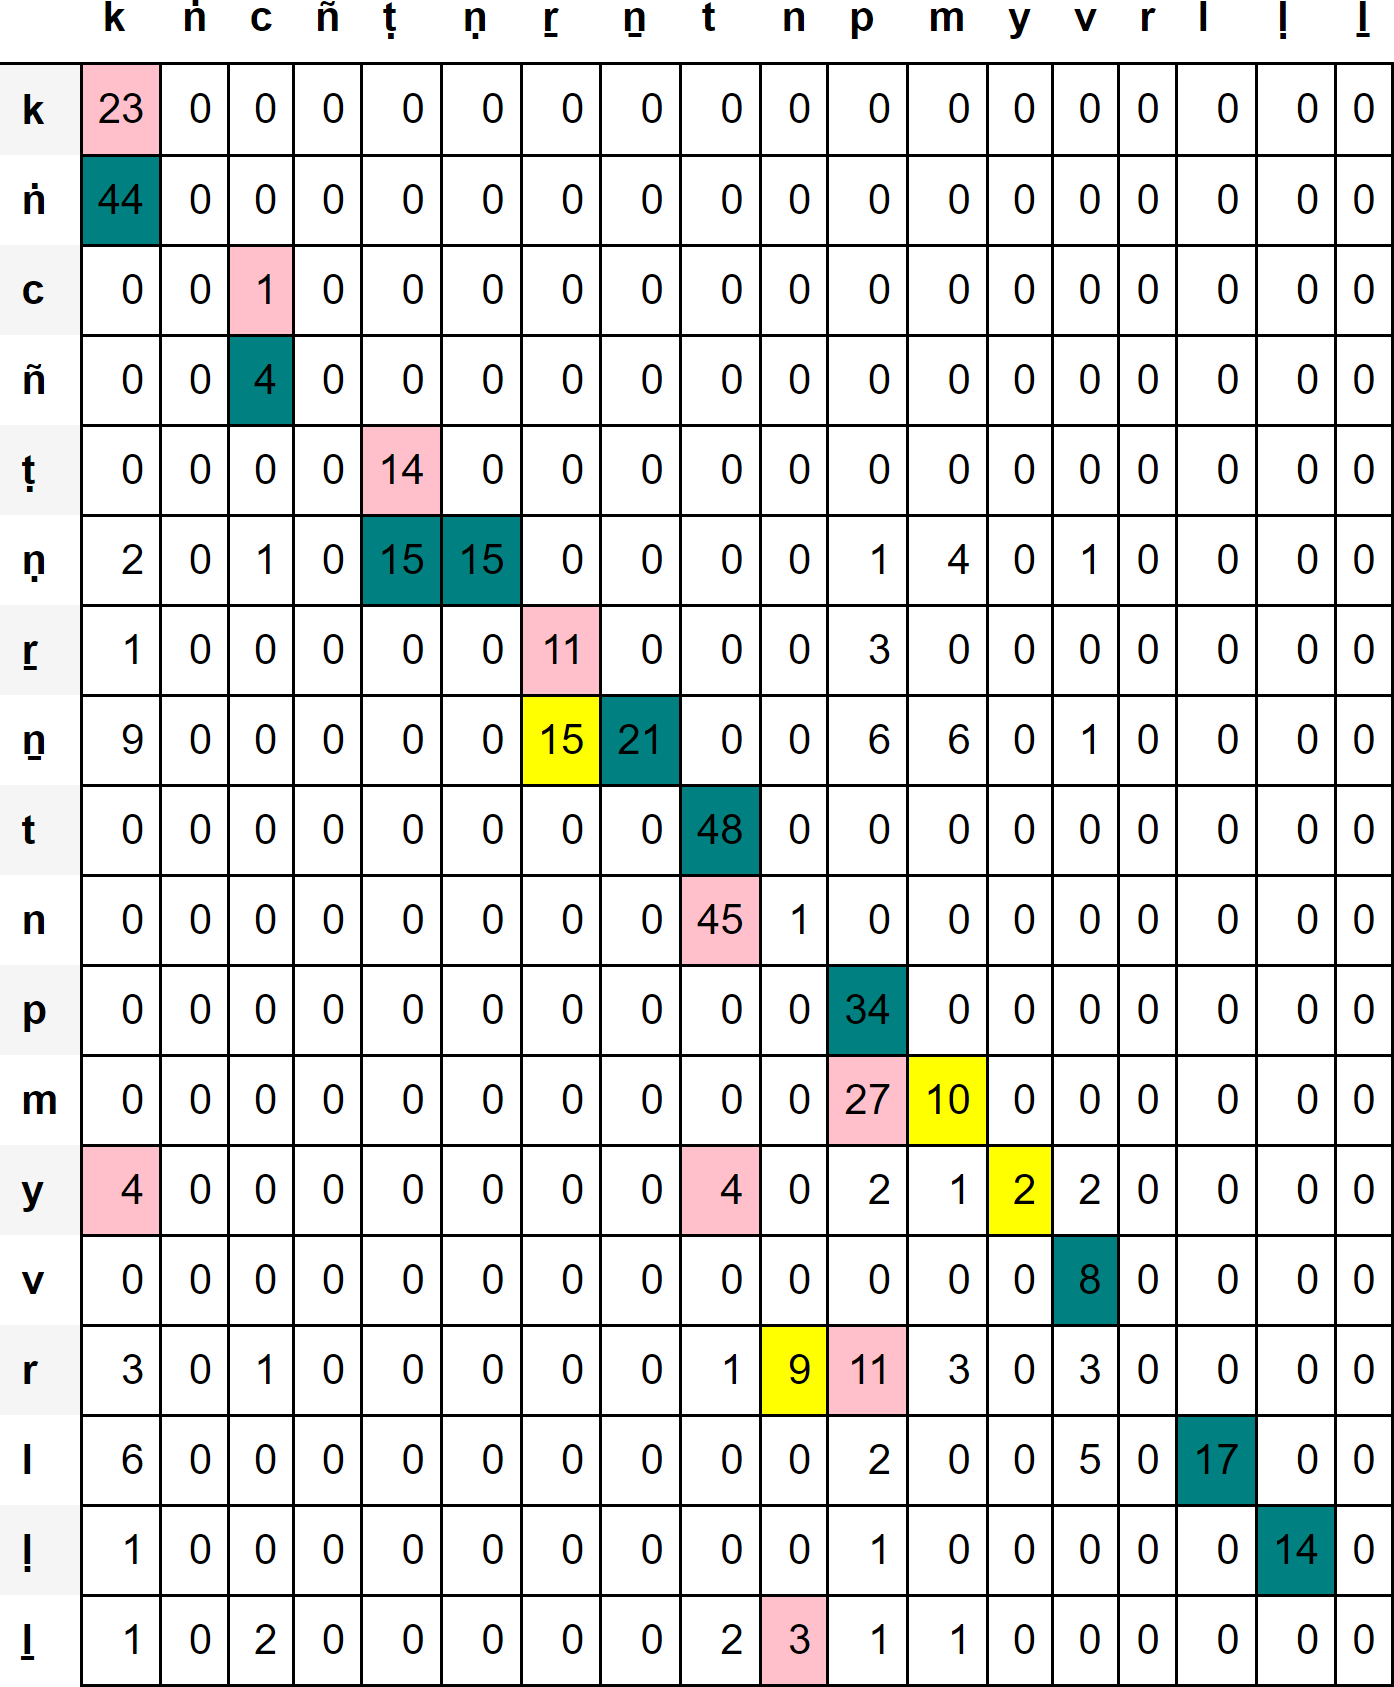 k ṅ c ñ ṭ ṇ ṟ ṉ t n p m y v r l ḷ ḻ
k 23 0 0 0 0 0 0 0 0 0 0 0 0 0 0 0 0 0
ṅ 44 0 0 0 0 0 0 0 0 0 0 0 0 0 0 0 0 0
c 0 0 1 0 0 0 0 0 0 0 0 0 0 0 0 0 0 0
ñ 0 0 4 0 0 0 0 0 0 0 0 0 0 0 0 0 0 0
ṭ 0 0 0 0 14 0 0 0 0 0 0 0 0 0 0 0 0 0
ṇ 2 0 1 0 15 15 0 0 0 0 1 4 0 1 0 0 0 0
ṟ 1 0 0 0 0 0 11 0 0 0 3 0 0 0 0 0 0 0
ṉ 9 0 0 0 0 0 15 21 0 0 6 6 0 1 0 0 0 0
t 0 0 0 0 0 0 0 0 48 0 0 0 0 0 0 0 0 0
n 0 0 0 0 0 0 0 0 45 1 0 0 0 0 0 0 0 0
p 0 0 0 0 0 0 0 0 0 0 34 0 0 0 0 0 0 0
m 0 0 0 0 0 0 0 0 0 0 27 10 0 0 0 0 0 0
y 4 0 0 0 0 0 0 0 4 0 2 1 2 2 0 0 0 0
v 0 0 0 0 0 0 0 0 0 0 0 0 0 8 0 0 0 0
r 3 0 1 0 0 0 0 0 1 9 11 3 0 3 0 0 0 0
l 6 0 0 0 0 0 0 0 0 0 2 0 0 5 0 17 0 0
ḷ 1 0 0 0 0 0 0 0 0 0 1 0 0 0 0 0 14 0
ḻ 1 0 2 0 0 0 0 0 2 3 1 1 0 0 0 0 0 0